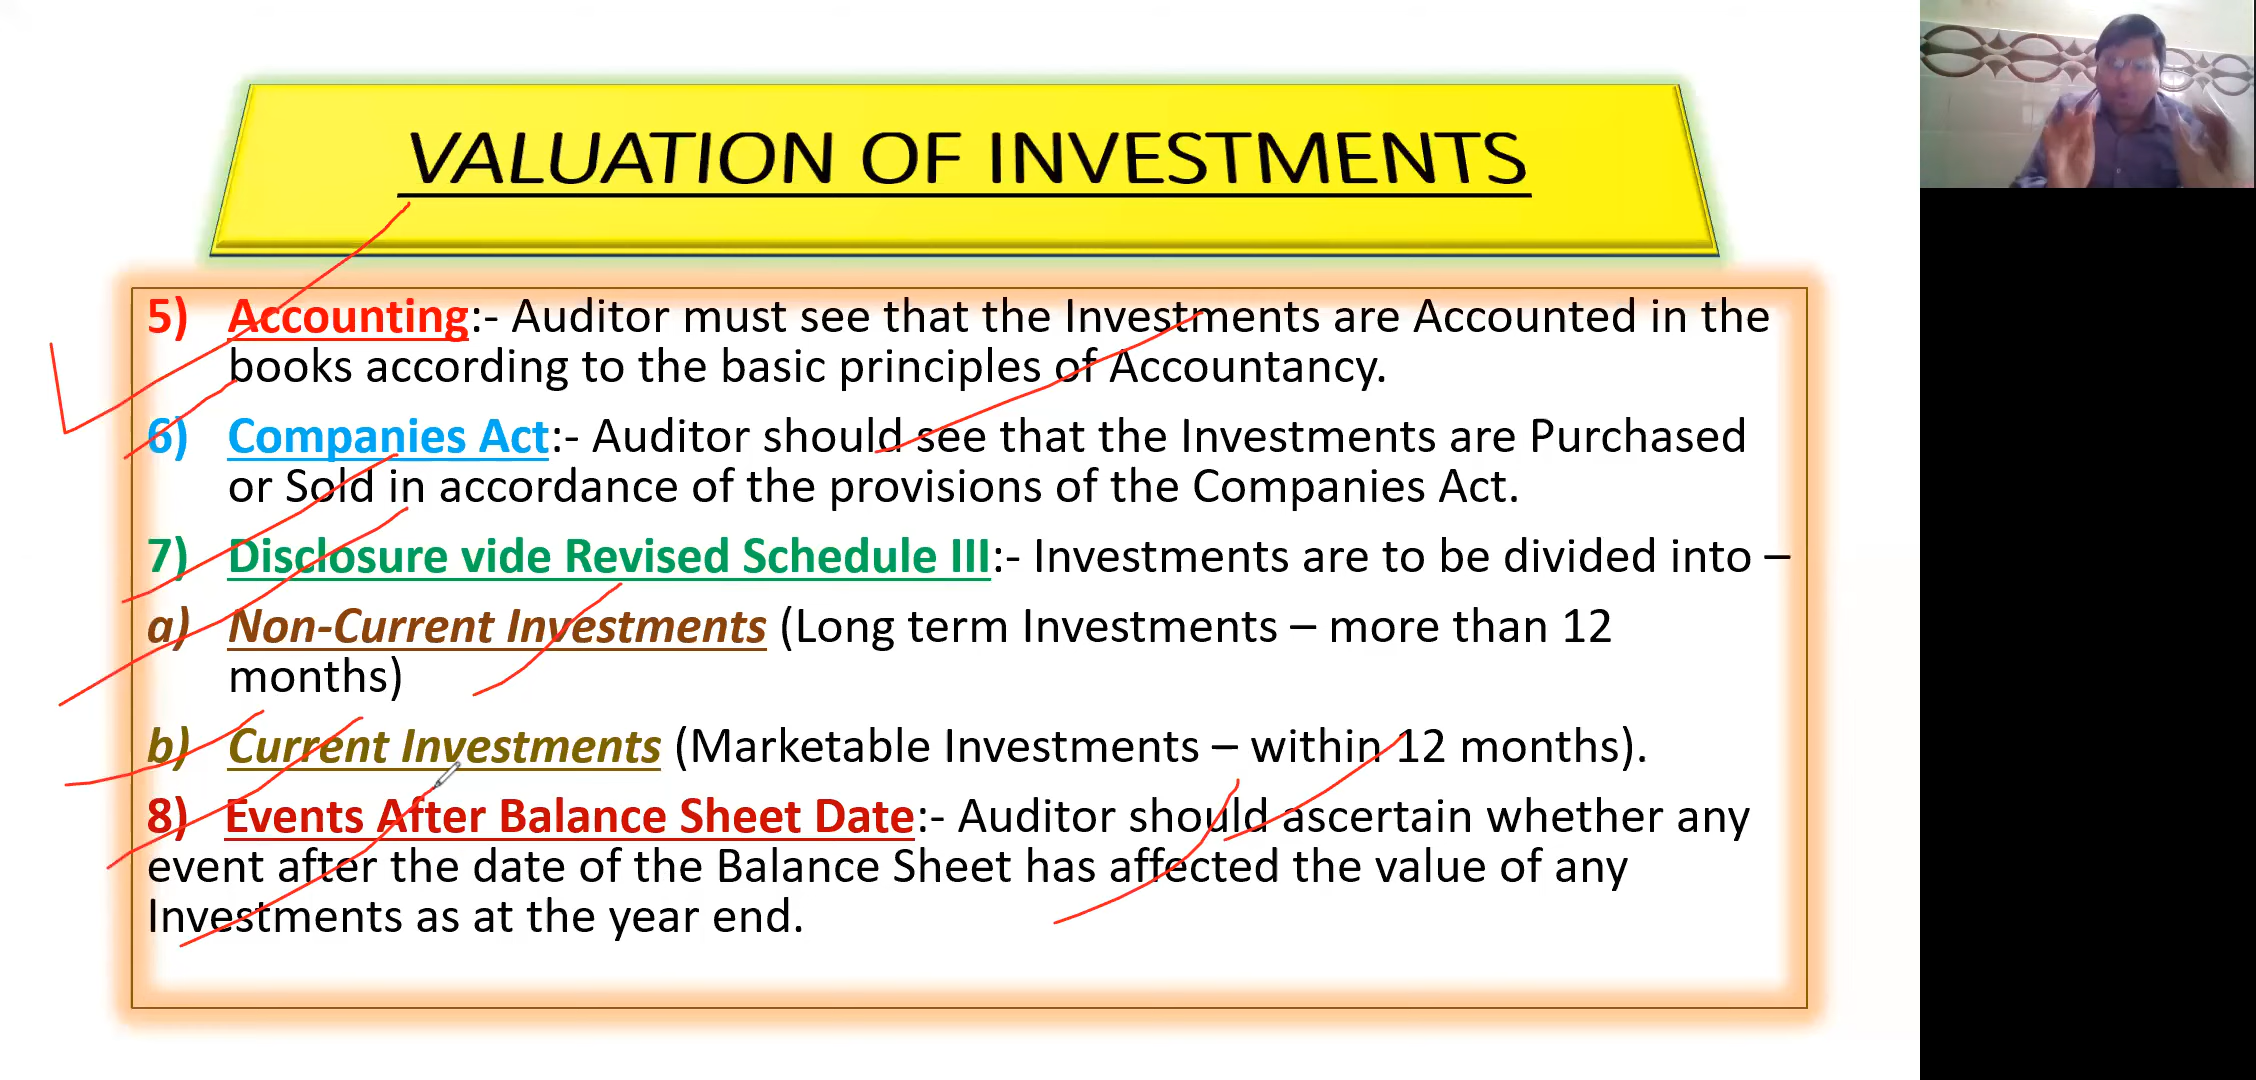 VALUATION OF INVESTMENTS
5) Accounting:- Auditor must see that the Investments are Accounted in the
books according to the basic principles of Accountancy.
6) Companies Act:- Auditor should see that the Investments are Purchased
or Sold in accordance of the provisions of the Companies Act.
7) Disclosure vide Revised Schedule III:- Investments are to be divided into –
a) Non-Current Investments (Long term Investments – more than 12
months)
b) Current Investments (Marketable Investments – within 12 months).
8) Events After Balance Sheet Date:- Auditor should ascertain whether any
event after the date of the Balance Sheet has affected the value of any
Investments as at the year end.